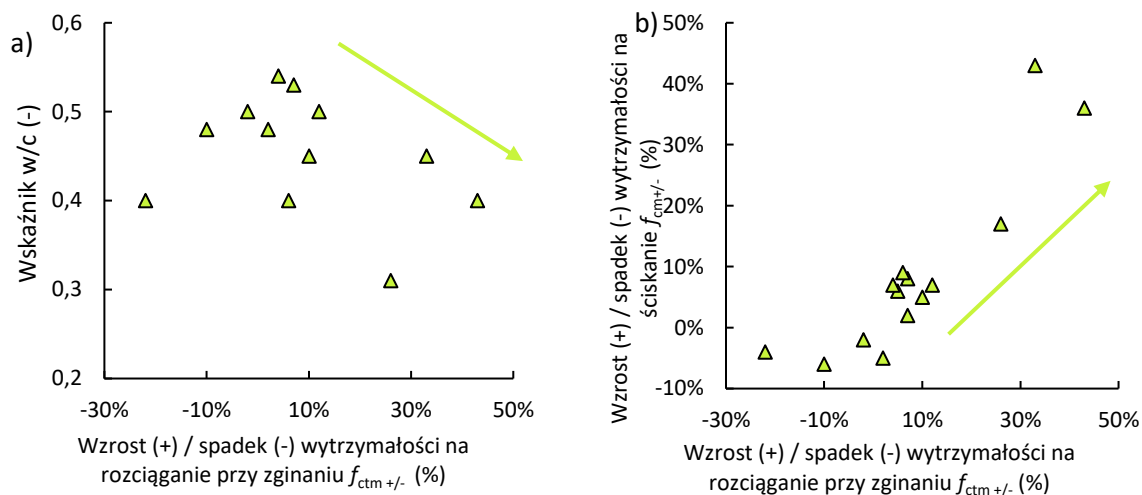 a)
0,6
0,5
0,4
0,3
0,2
Wskaźnik w/c (-)
-30%
-10%
10%
30%
50%
Wzrost (+) / spadek (-) wytrzymałości na
rozciąganie przy zginaniu fctm +/- (%)
b)
50%
40%
30%
20%
10%
0%
-10%
Wzrost (+) / spadek (-) wytrzymałości na
ściskanie fcm+/- (%)
-30%
-10%
10%
30%
50%
Wzrost (+) / spadek (-) wytrzymałości na
rozciąganie przy zginaniu fctm +/- (%)